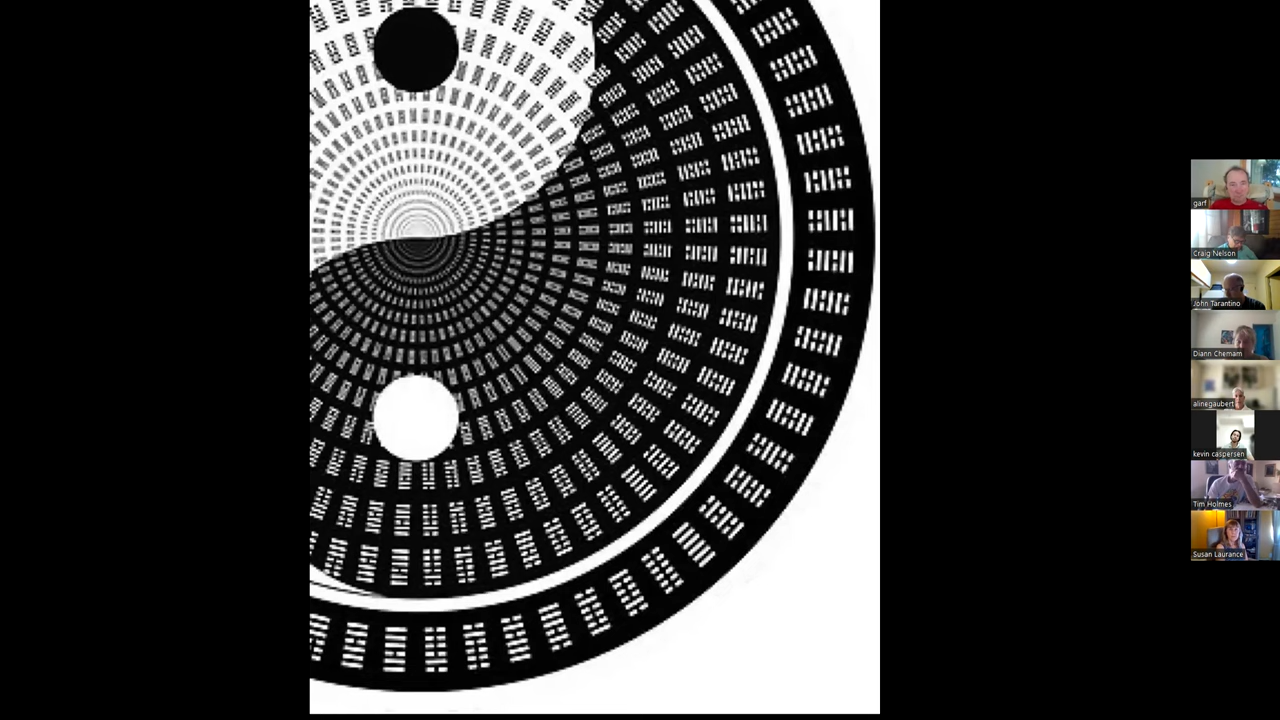 garf
Craig Nelson
John Tarantino
Diann Chemam
alinegaubert
kevin caspersen
Tim Holmes
Susan Laurance